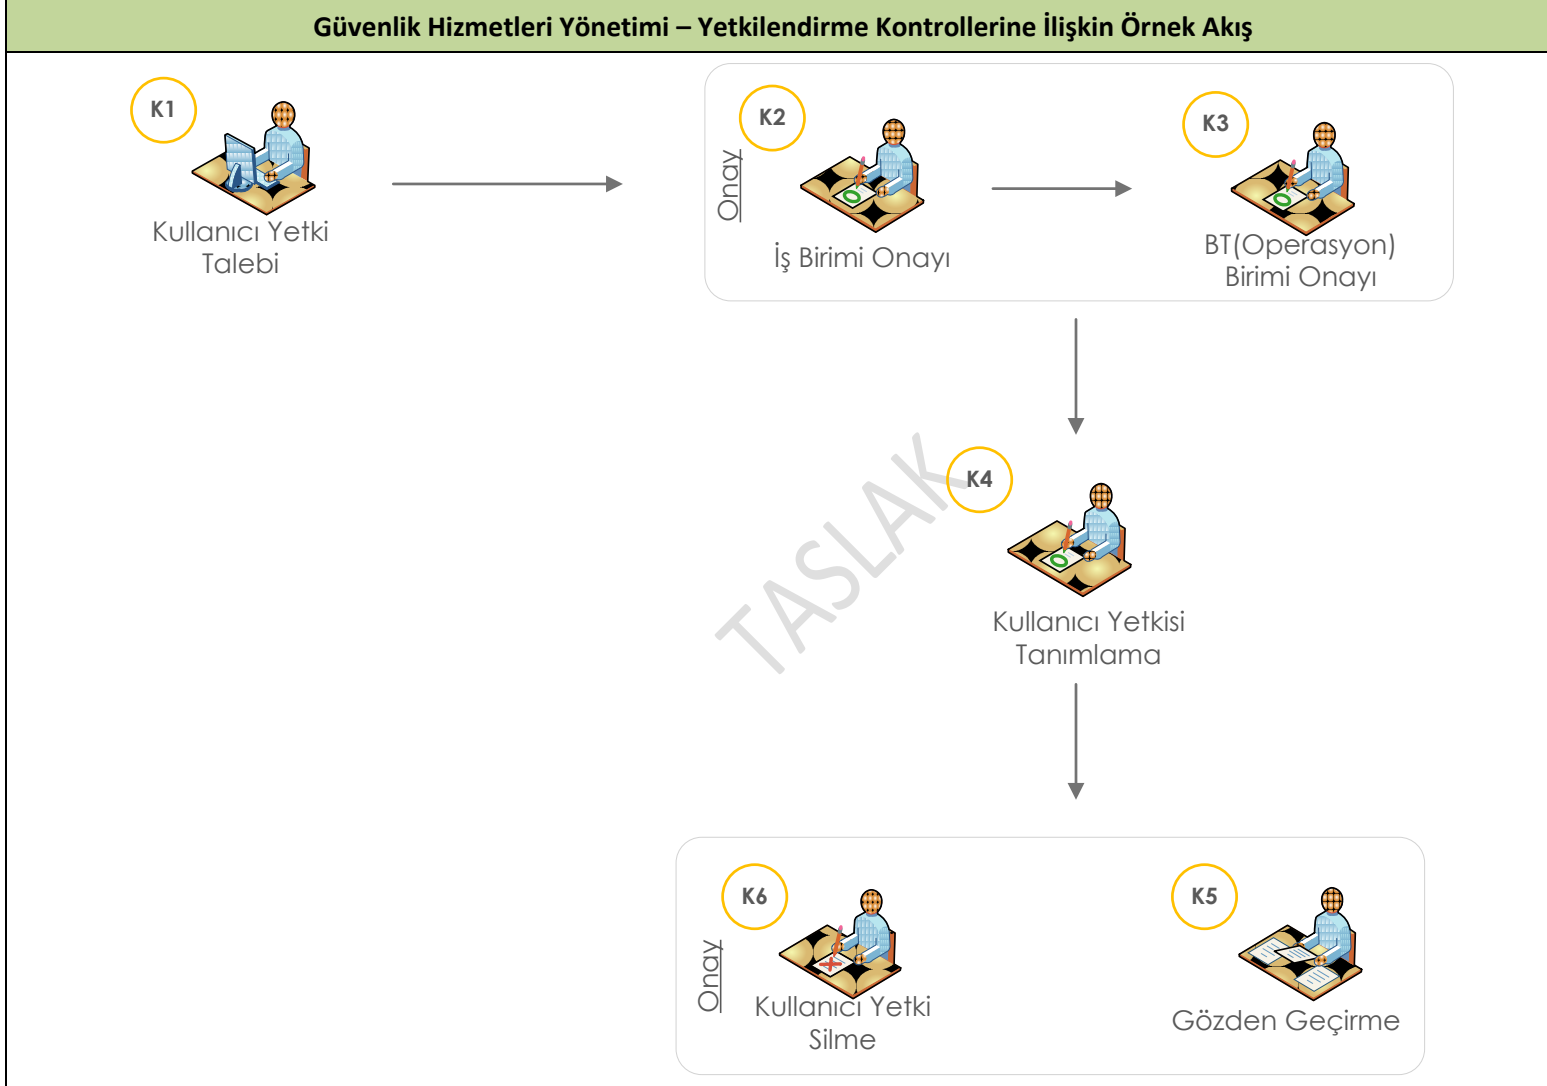 Güvenlik Hizmetleri Yönetimi – Yetkilendirme Kontrollerine İlişkin Örnek Akış
K1
Kullanıcı Yetki
Talebi
Onay
K2
İş Birimi Onayı
K3
BT(Operasyon)
Birimi Onayı
K4
TASLAK
Kullanıcı Yetkisi
Tanımlama
Onay
K6
Kullanıcı Yetki
Silme
K5
Gözden Geçirme